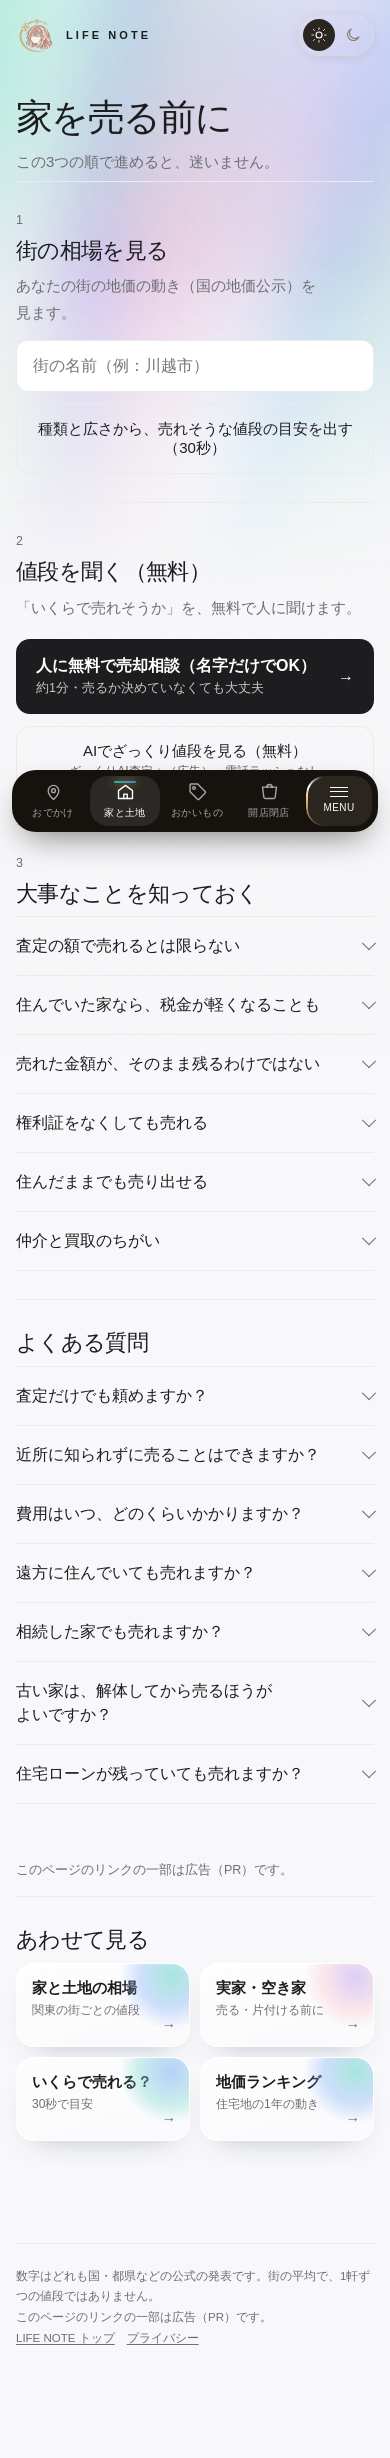 LIFE NOTE
家を売る前に
この3つの順で進めると、迷いません。
1
街の相場を見る
あなたの街の地価の動き（国の地価公示）を
見ます。
街の名前（例：川越市）
種類と広さから、売れそうな値段の目安を出す
（30秒）
2
値段を聞く（無料）
「いくらで売れそうか」を、無料で人に聞けます。
人に無料で売却相談（名字だけでOK）
約1分・売るか決めていなくても大丈夫
→
AIでざっくり値段を見る（無料）
おでかけ
家と土地
おかいもの
開店閉店
MENU
3
大事なことを知っておく
査定の額で売れるとは限らない
住んでいた家なら、税金が軽くなることも
売れた金額が、そのまま残るわけではない
権利証をなくしても売れる
住んだままでも売り出せる
仲介と買取のちがい
よくある質問
査定だけでも頼めますか？
近所に知られずに売ることはできますか？
費用はいつ、どのくらいかかりますか？
遠方に住んでいても売れますか？
相続した家でも売れますか？
古い家は、解体してから売るほうが
よいですか？
住宅ローンが残っていても売れますか？
このページのリンクの一部は広告（PR）です。
あわせて見る
家と土地の相場
関東の街ごとの値段
→
実家・空き家
売る・片付ける前に
→
いくらで売れる？
30秒で目安
→
地価ランキング
住宅地の1年の動き
→
数字はどれも国・都県などの公式の発表です。街の平均で、1軒ず
つの値段ではありません。
このページのリンクの一部は広告（PR）です。
LIFE NOTE トップ プライバシー